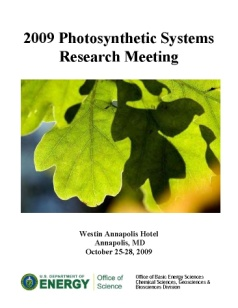 2009 Photosynthetic Systems
Research Meeting
Westin Annapolis Hotel
Annapolis, MD
October 25-28, 2009
U.S. DEPARTMENT OF
ENERGY
Office of
Science
Office of Basic Energy Sciences
Chemical Sciences, Geosciences &
Biosciences Division